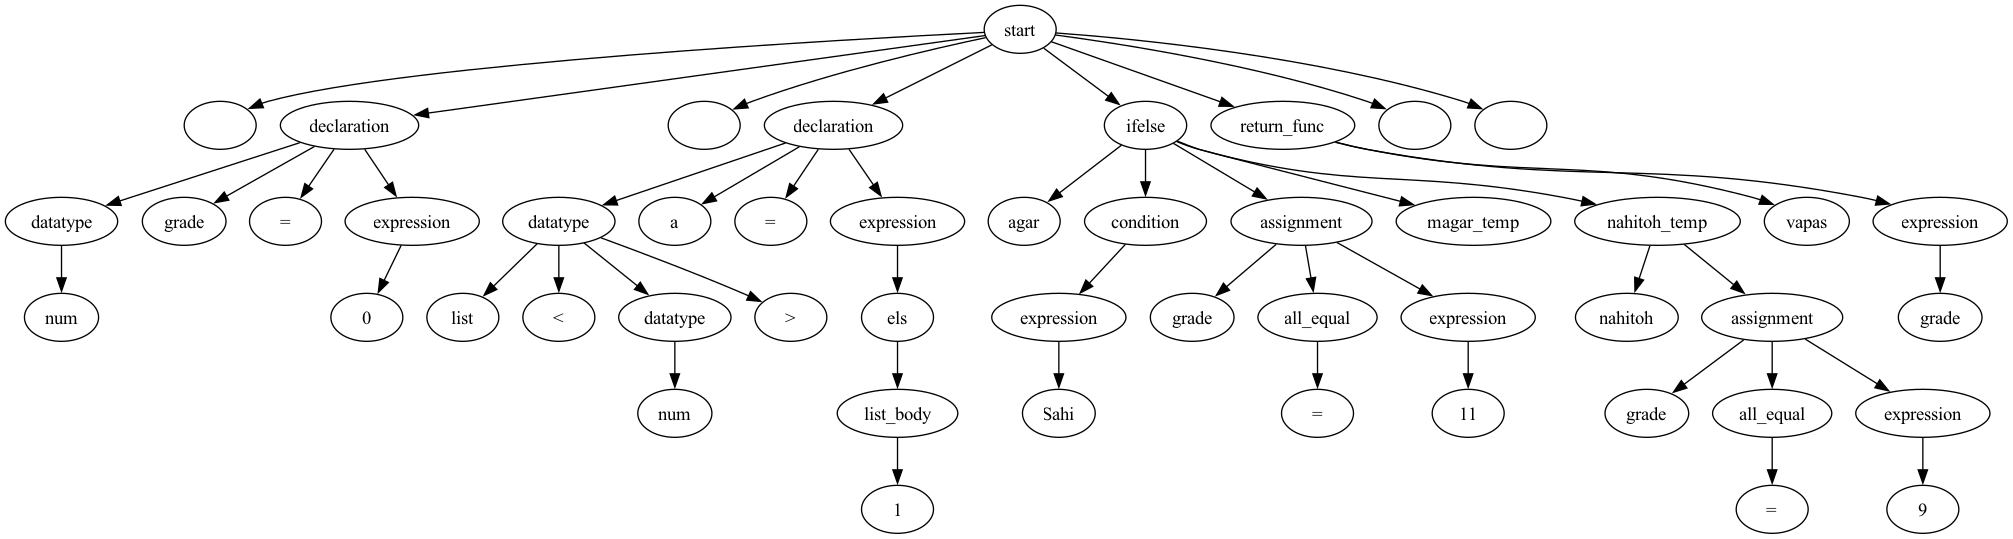 start
declaration declaration ifelse return_func
datatype grade = expression datatype a = expression agar condition assignment magar_temp nahitoh_temp vapas expression
num 0 list < datatype > els expression grade all_equal expression nahitoh assignment grade
num list_body Sahi = 11 grade all_equal expression
1 = 9